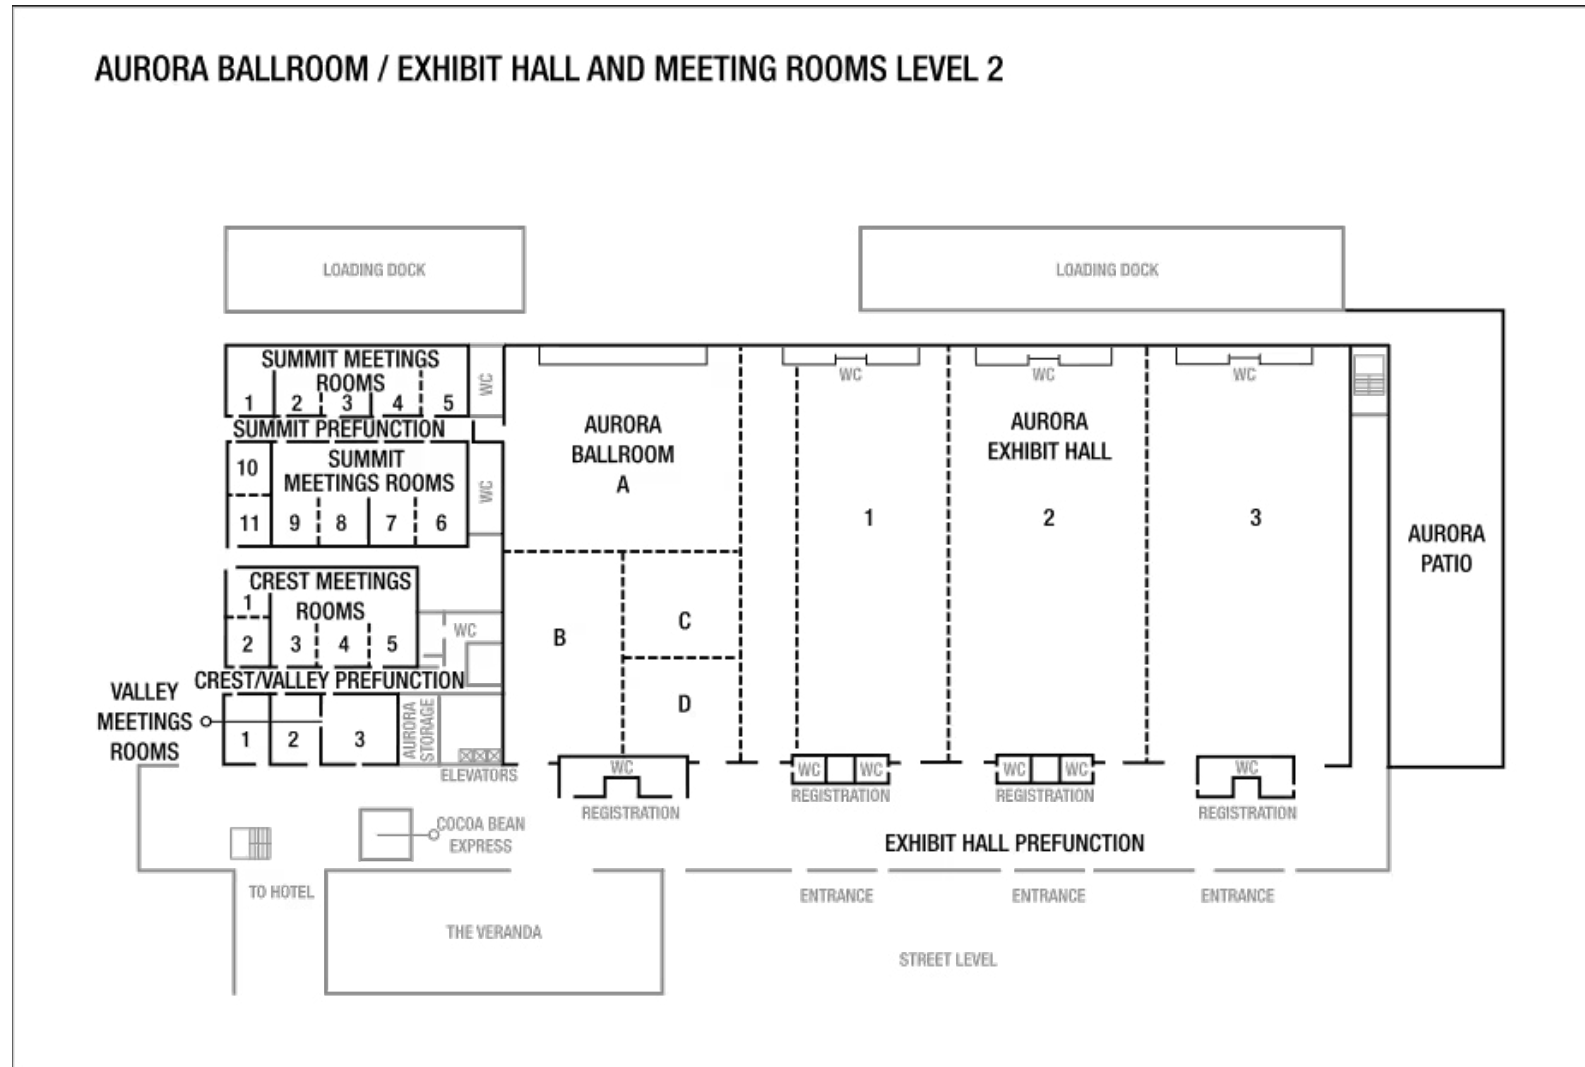 AURORA BALLROOM / EXHIBIT HALL AND MEETING ROOMS LEVEL 2
LOADING DOCK
LOADING DOCK
SUMMIT MEETINGS
ROOMS
1
2
3
4
5
WC
SUMMIT PREFUNCTION
10
SUMMIT
MEETINGS ROOMS
11
9
8
7
6
WC
CREST MEETINGS
ROOMS
1
2
3
4
5
WC
CREST/VALLEY PREFUNCTION
VALLEY
MEETINGS
ROOMS
1
2
3
AURORA
STORAGE
ELEVATORS
AURORA
BALLROOM
A
B
C
D
WC
WC
WC
AURORA
EXHIBIT HALL
1
2
3
AURORA
PATIO
WC
REGISTRATION
WC
WC
REGISTRATION
WC
WC
REGISTRATION
WC
REGISTRATION
COCOA BEAN
EXPRESS
EXHIBIT HALL PREFUNCTION
TO HOTEL
ENTRANCE
ENTRANCE
ENTRANCE
THE VERANDA
STREET LEVEL